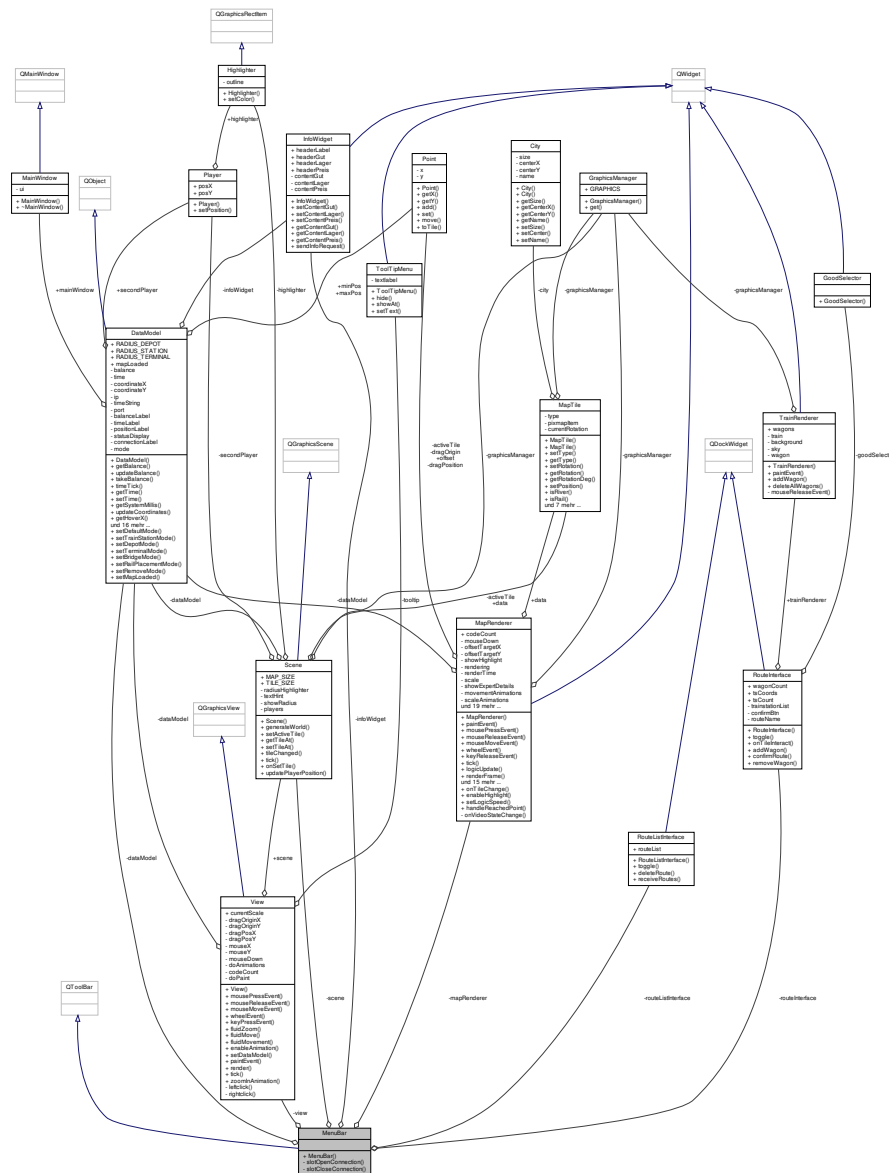 QGraphicsRectItem
QMainWindow
Highlighter
- outline
+ Highlighter()
+ setColor()
QWidget
+highlighter
InfoWidget
+ headerLabel
+ headerGut
+ headerLager
+ headerPreis
- contentGut
- contentLager
- contentPreis
+ InfoWidget()
+ setContentGut()
+ setContentLager()
+ setContentPreis()
+ getContentGut()
+ getContentLager()
+ getContentPreis()
+ sendInfoRequest()
City
- size
- centerX
- centerY
- name
+ City()
+ City()
+ getSize()
+ getCenterX()
+ getCenterY()
+ getName()
+ setSize()
+ setCenter()
+ setName()
Point
- x
- y
+ Point()
+ getX()
+ getY()
+ add()
+ set()
+ move()
+ toTile()
MainWindow
- ui
+ MainWindow()
+ ~MainWindow()
QObject
Player
+ posX
+ posY
+ Player()
+ setPosition()
GraphicsManager
+ GRAPHICS
+ GraphicsManager()
+ get()
ToolTipMenu
- textlabel
+ ToolTipMenu()
+ hide()
+ showAt()
+ setText()
GoodSelector
+ GoodSelector()
+mainWindow
+secondPlayer
-infoWidget
-highlighter
+minPos
+maxPos
-city
-graphicsManager
-graphicsManager
DataModel
+ RADIUS_DEPOT
+ RADIUS_STATION
+ RADIUS_TERMINAL
+ mapLoaded
- balance
- time
- coordinateX
- coordinateY
- ip
- timeString
- port
- balanceLabel
- timeLabel
- positionLabel
- statusDisplay
- connectionLabel
- mode
+ DataModel()
+ getBalance()
+ updateBalance()
+ takeBalance()
+ timeTick()
+ getTime()
+ setTime()
+ getSystemMillis()
+ updateCoordinates()
+ getHoverX()
und 16 mehr ...
+ setDefaultMode()
+ setTrainStationMode()
+ setDepotMode()
+ setTerminalMode()
+ setBridgeMode()
+ setRailPlacementMode()
+ setRemoveMode()
+ setMapLoaded()
MapTile
- type
- pixmapItem
- currentRotation
+ MapTile()
+ MapTile()
+ setType()
+ getType()
+ setRotation()
+ getRotation()
+ getRotationDeg()
+ setPosition()
+ isRiver()
+ isRail()
und 7 mehr ...
TrainRenderer
+ wagons
- train
- background
- sky
- wagon
+ TrainRenderer()
+ paintEvent()
+ addWagon()
+ deleteAllWagons()
- mouseReleaseEvent()
QGraphicsScene
QDockWidget
-secondPlayer
-activeTile
-dragOrigin
+offset
-dragPosition
-graphicsManager
-graphicsManager
-goodSelect
-dataModel
-dataModel
-tooltip
-activeTile
+data
+data
+trainRenderer
Scene
+ MAP_SIZE
+ TILE_SIZE
- radiusHighlighter
- textHint
- showRadius
- players
+ Scene()
+ generateWorld()
+ setActiveTile()
+ getTileAt()
+ setTileAt()
+ tileChanged()
+ tick()
+ onSetTile()
+ updatePlayerPosition()
MapRenderer
+ codeCount
- mouseDown
- offsetTargetX
- offsetTargetY
- showHighlight
- rendering
- renderTime
- scale
- showExpertDetails
- movementAnimations
- scaleAnimations
und 19 mehr ...
+ MapRenderer()
+ paintEvent()
+ mousePressEvent()
+ mouseReleaseEvent()
+ mouseMoveEvent()
+ wheelEvent()
+ keyReleaseEvent()
+ tick()
+ logicUpdate()
+ renderFrame()
und 15 mehr ...
+ onTileChange()
+ enableHighlight()
+ setLogicSpeed()
+ handleReachedPoint()
- onVideoStateChange()
RouteInterface
+ wagonCount
+ tsCoords
+ tsCount
- trainstationList
- confirmBtn
- routeName
+ RouteInterface()
+ toggle()
+ onTileInteract()
+ addWagon()
+ confirmRoute()
+ removeWagon()
QGraphicsView
-dataModel
-infoWidget
-dataModel
+scene
RouteListInterface
+ routeList
+ RouteListInterface()
+ toggle()
+ deleteRoute()
+ receiveRoutes()
View
+ currentScale
- dragOriginX
- dragOriginY
- dragPosX
- dragPosY
- mouseX
- mouseY
- mouseDown
- doAnimations
- codeCount
- doPaint
+ View()
+ mousePressEvent()
+ mouseReleaseEvent()
+ mouseMoveEvent()
+ wheelEvent()
+ keyPressEvent()
+ fluidZoom()
+ fluidMove()
+ fluidMovement()
+ enableAnimation()
+ setDataModel()
+ paintEvent()
+ render()
+ tick()
+ zoomInAnimation()
- leftclick()
- rightclick()
QToolBar
-scene
-mapRenderer
-routeListInterface
-routeInterface
-view
MenuBar
+ MenuBar()
- slotOpenConnection()
- slotCloseConnection()